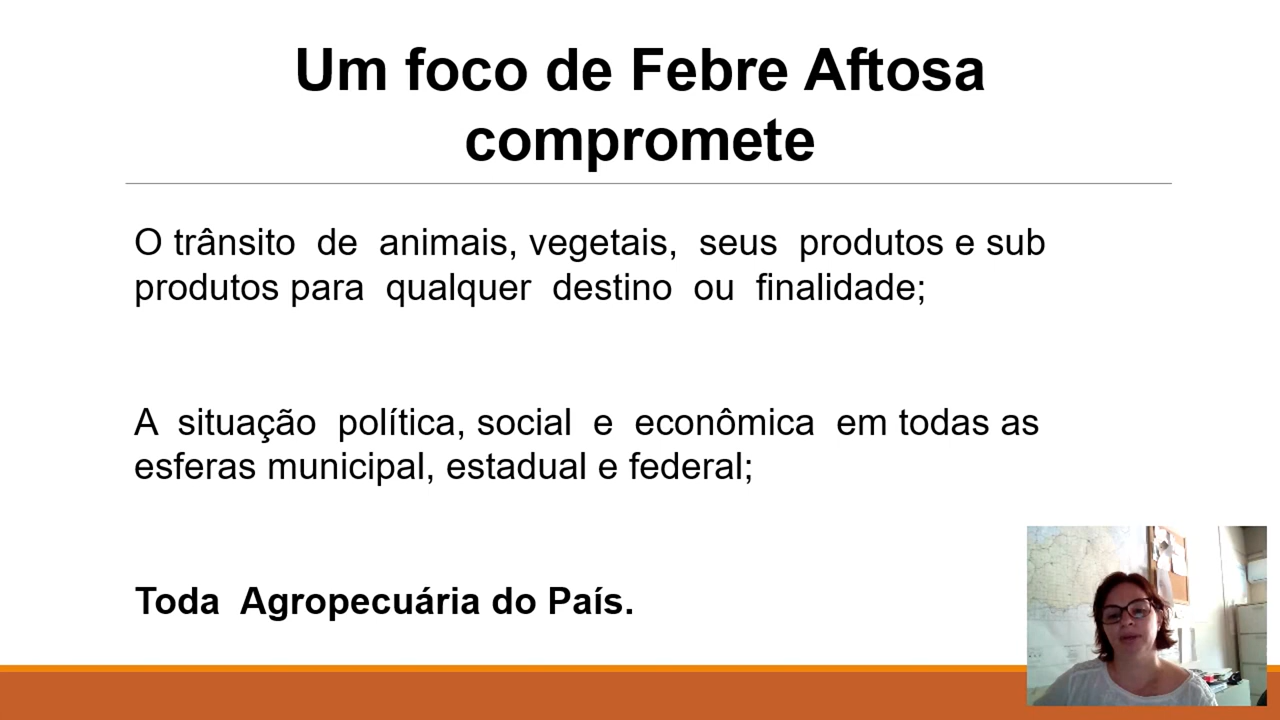 Um foco de Febre Aftosa
compromete
O trânsito de animais, vegetais, seus produtos e sub
produtos para qualquer destino ou finalidade;
A situação política, social e econômica em todas as
esferas municipal, estadual e federal;
Toda Agropecuária do País.